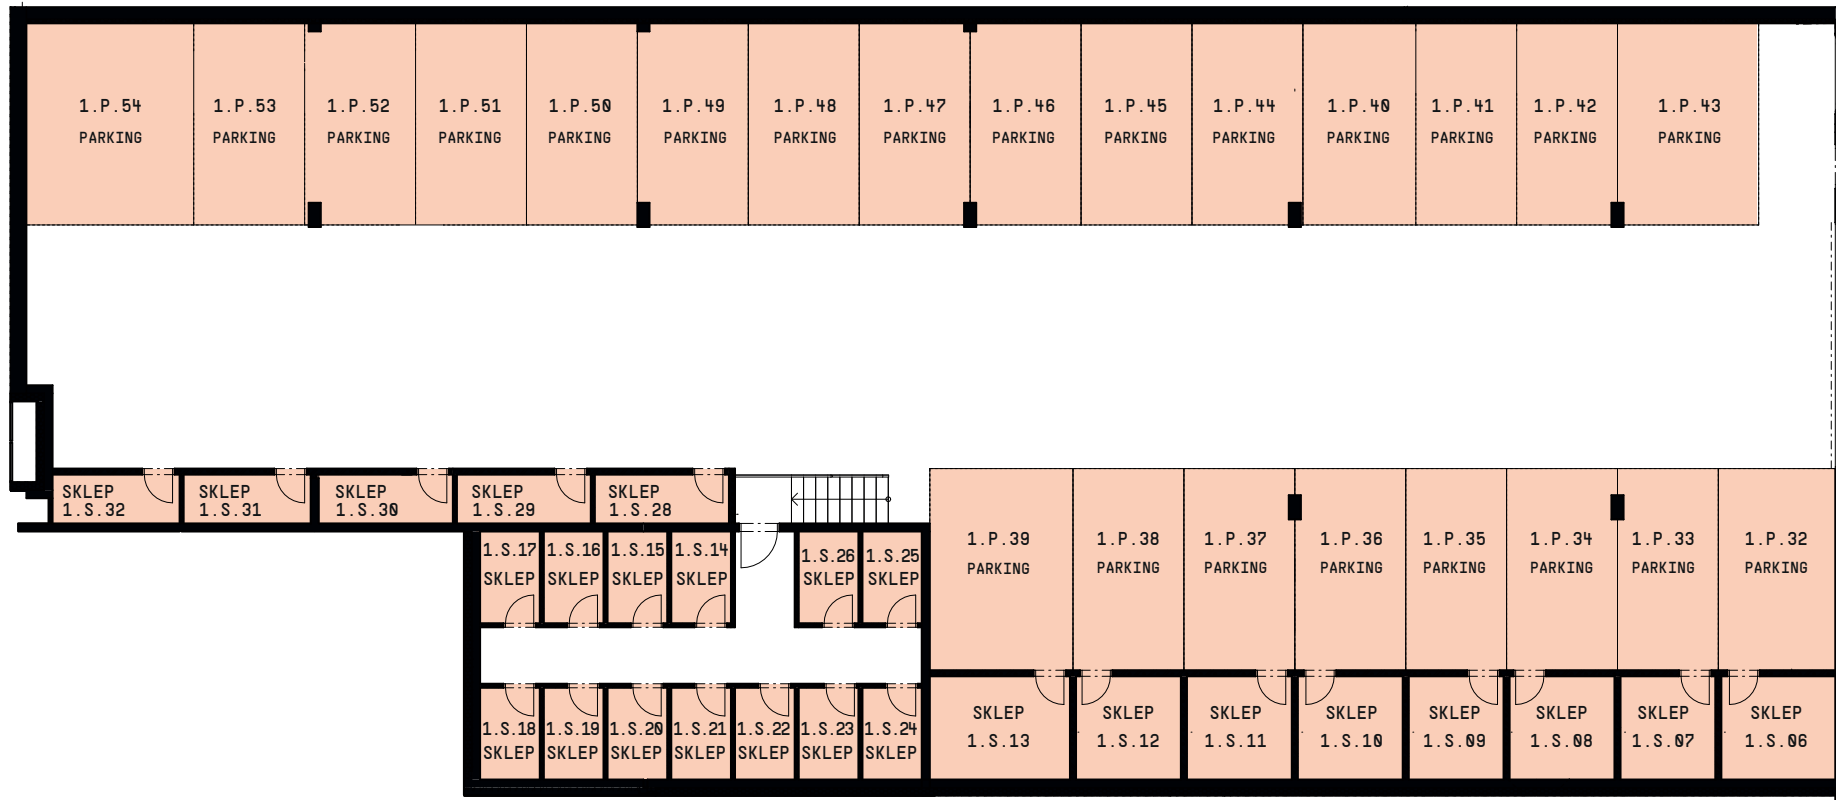 1.P.54
PARKING
1.P.53
PARKING
1.P.52
PARKING
1.P.51
PARKING
1.P.50
PARKING
1.P.49
PARKING
1.P.48
PARKING
1.P.47
PARKING
1.P.46
PARKING
1.P.45
PARKING
1.P.44
PARKING
1.P.40
PARKING
1.P.41
PARKING
1.P.42
PARKING
1.P.43
PARKING
SKLEP
1.S.32
SKLEP
1.S.31
SKLEP
1.S.30
SKLEP
1.S.29
SKLEP
1.S.28
1.S.17
SKLEP
1.S.16
SKLEP
1.S.15
SKLEP
1.S.14
SKLEP
1.S.26
SKLEP
1.S.25
SKLEP
1.P.39
PARKING
1.P.38
PARKING
1.P.37
PARKING
1.P.36
PARKING
1.P.35
PARKING
1.P.34
PARKING
1.P.33
PARKING
1.P.32
PARKING
1.S.18
SKLEP
1.S.19
SKLEP
1.S.20
SKLEP
1.S.21
SKLEP
1.S.22
SKLEP
1.S.23
SKLEP
1.S.24
SKLEP
SKLEP
1.S.13
SKLEP
1.S.12
SKLEP
1.S.11
SKLEP
1.S.10
SKLEP
1.S.09
SKLEP
1.S.08
SKLEP
1.S.07
SKLEP
1.S.06